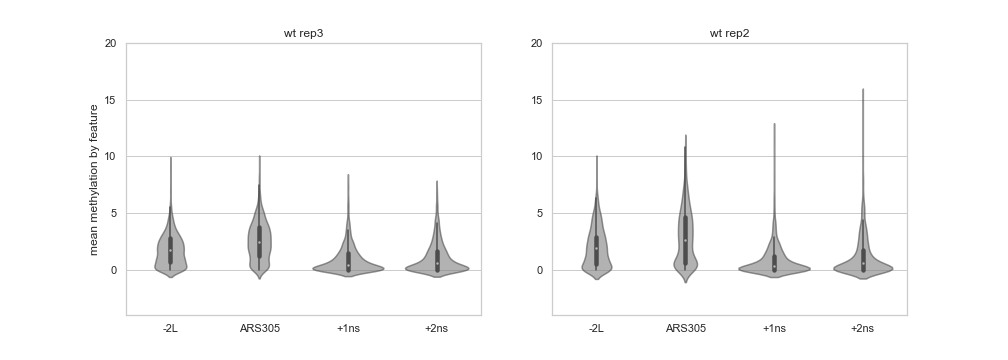 wt rep3
wt rep2
mean methylation by feature
20
15
10
5
0
-2L
ARS305
+1ns
+2ns
20
15
10
5
0
-2L
ARS305
+1ns
+2ns